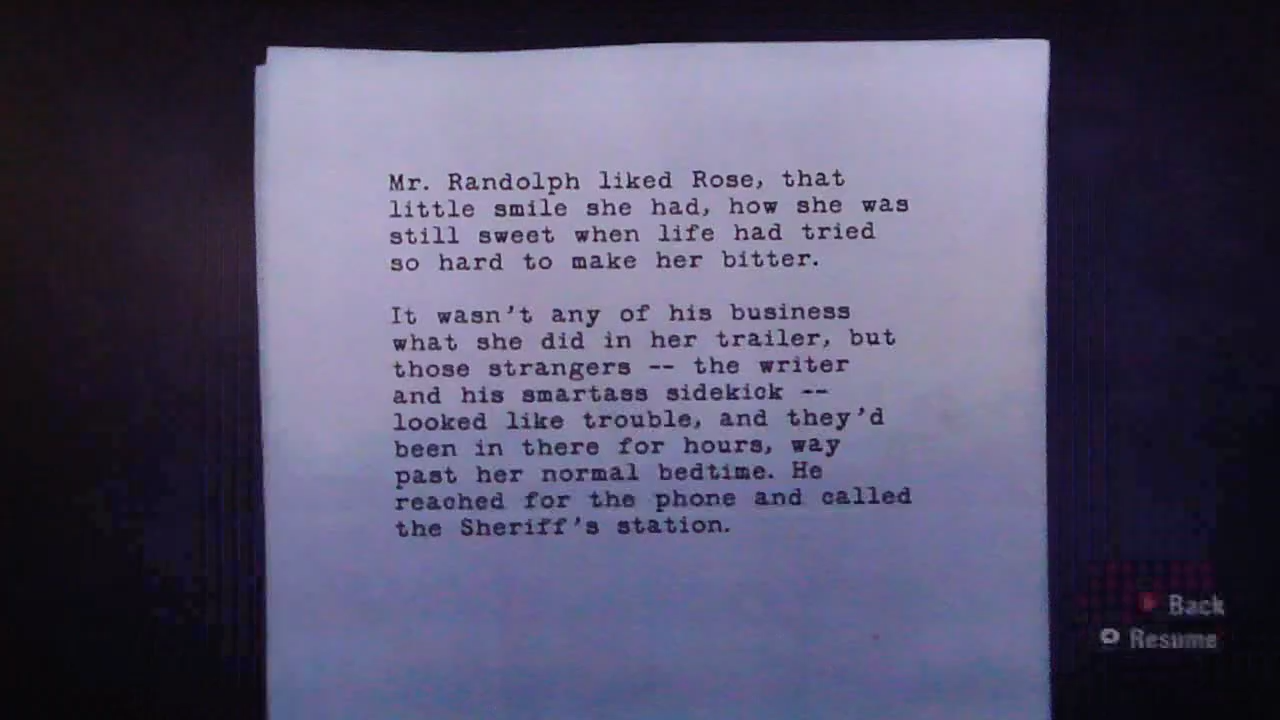 Mr. Randolph liked Rose, that
little smile she had, how she was
still sweet when life had tried
so hard to make her bitter.
It wasn't any of his business
what she did in her trailer, but
those strangers -- the writer
and his smartass sidekick --
looked like trouble, and they'd
been in there for hours, way
past her normal bedtime. He
reached for the phone and called
the Sheriff's station.
Back
Resume